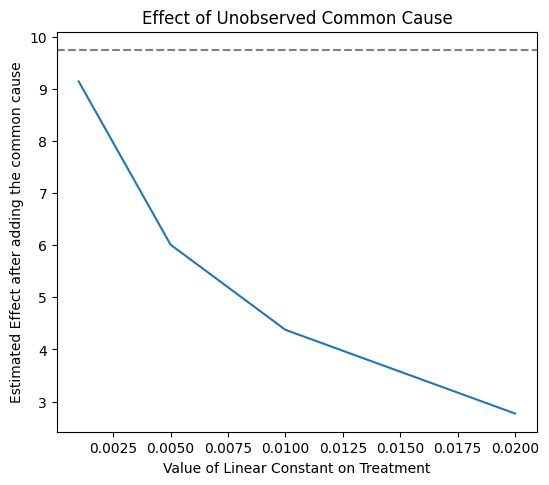 Effect of Unobserved Common Cause
Estimated Effect after adding the common cause
10
9
8
7
6
5
4
3
0.0025 0.0050 0.0075 0.0100 0.0125 0.0150 0.0175 0.0200
Value of Linear Constant on Treatment